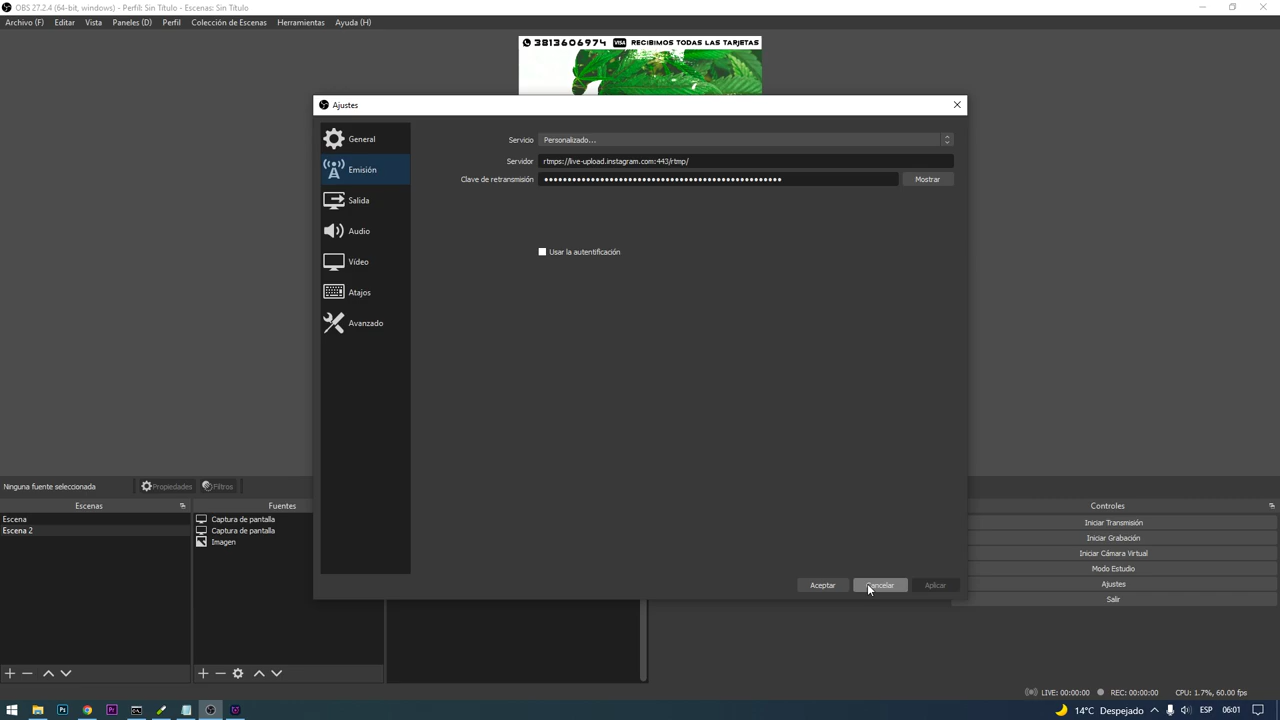 OBS 27.2.4 (64-bit, windows) - Perfil: Sin Título - Escenas: Sin Título
Archivo (F) Editar Vista Paneles (D) Perfil Colección de Escenas Herramientas Ayuda (H)
3813606974 VISA RECIBIMOS TODAS LAS TARJETAS
Ajustes
General
Emisión
Salida
Audio
Vídeo
Atajos
Avanzado
Servicio Personalizado...
Servidor rtmps://live-upload.instagram.com:443/rtmp/
Clave de retransmisión •••••••••••••••••••••••••••••••••••••••••••••••••••• Mostrar
Usar la autentificación
Aceptar Cancelar Aplicar
Ninguna fuente seleccionada Propiedades Filtros
Escenas
Escena
Escena 2
Fuentes
Captura de pantalla
Captura de pantalla
Imagen
Controles
Iniciar Transmisión
Iniciar Grabación
Iniciar Cámara Virtual
Modo Estudio
Ajustes
Salir
LIVE: 00:00:00 REC: 00:00:00 CPU: 1.7%, 60.00 fps
14°C Despejado ESP 06:01